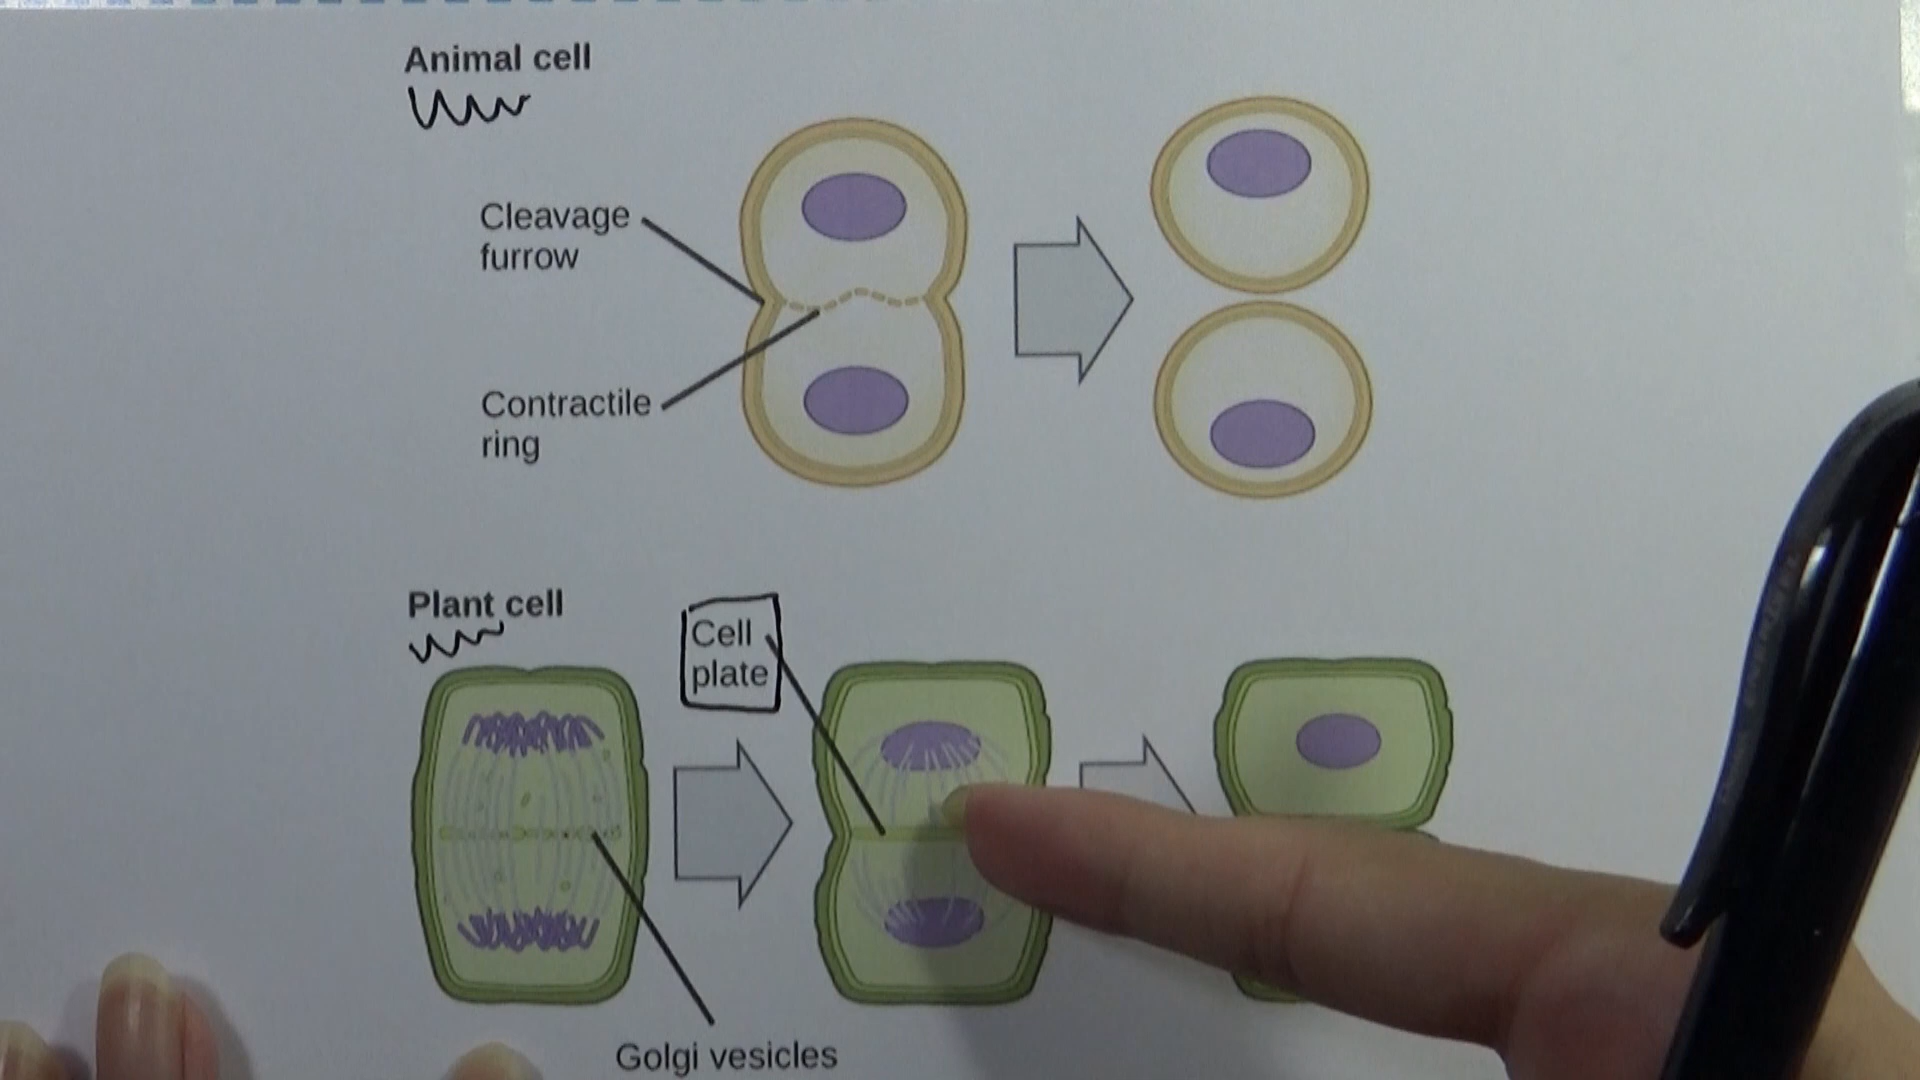 Animal cell
Cleavage
furrow
Contractile
ring
Plant cell
Cell
plate
Golgi vesicles